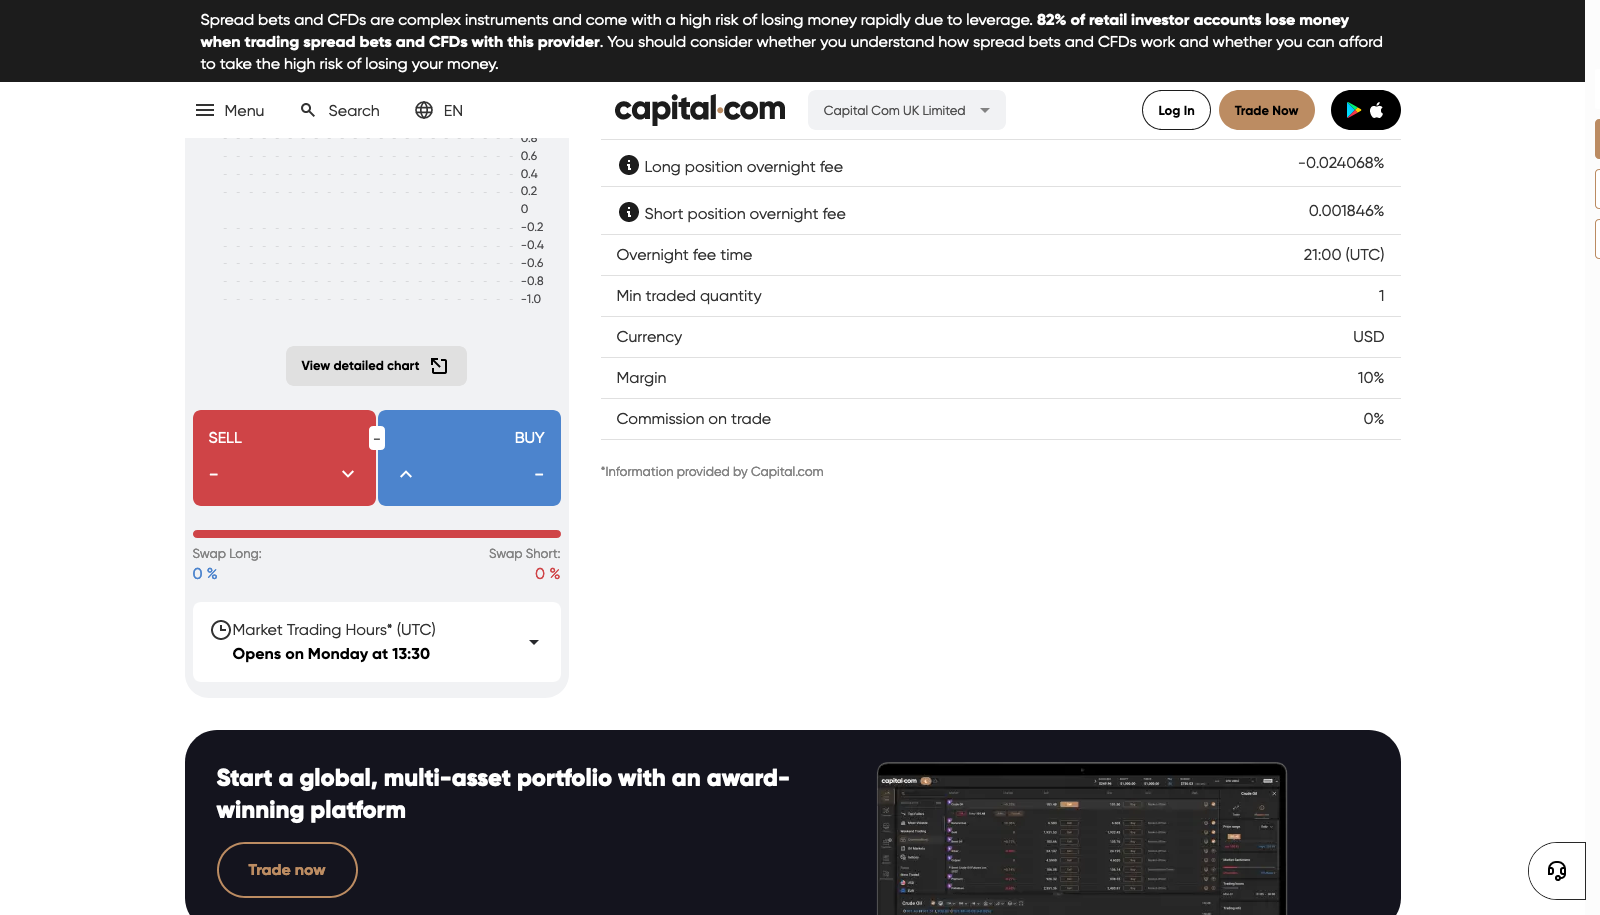 Spread bets and CFDs are complex instruments and come with a high risk of losing money rapidly due to leverage. 82% of retail investor accounts lose money
when trading spread bets and CFDs with this provider. You should consider whether you understand how spread bets and CFDs work and whether you can afford
to take the high risk of losing your money.
Menu
Search
EN
capital.com
Capital Com UK Limited
Log In
Trade Now
0.8
0.6
0.4
0.2
0
-0.2
-0.4
-0.6
-0.8
-1.0
View detailed chart
SELL
-
BUY
-
-
Swap Long:
Swap Short:
0 %
0 %
Market Trading Hours* (UTC)
Opens on Monday at 13:30
Long position overnight fee
-0.024068%
Short position overnight fee
0.001846%
Overnight fee time
21:00 (UTC)
Min traded quantity
1
Currency
USD
Margin
10%
Commission on trade
0%
*Information provided by Capital.com
Start a global, multi-asset portfolio with an award-
winning platform
Trade now
capital.com
Crude Oil
Crude Oil